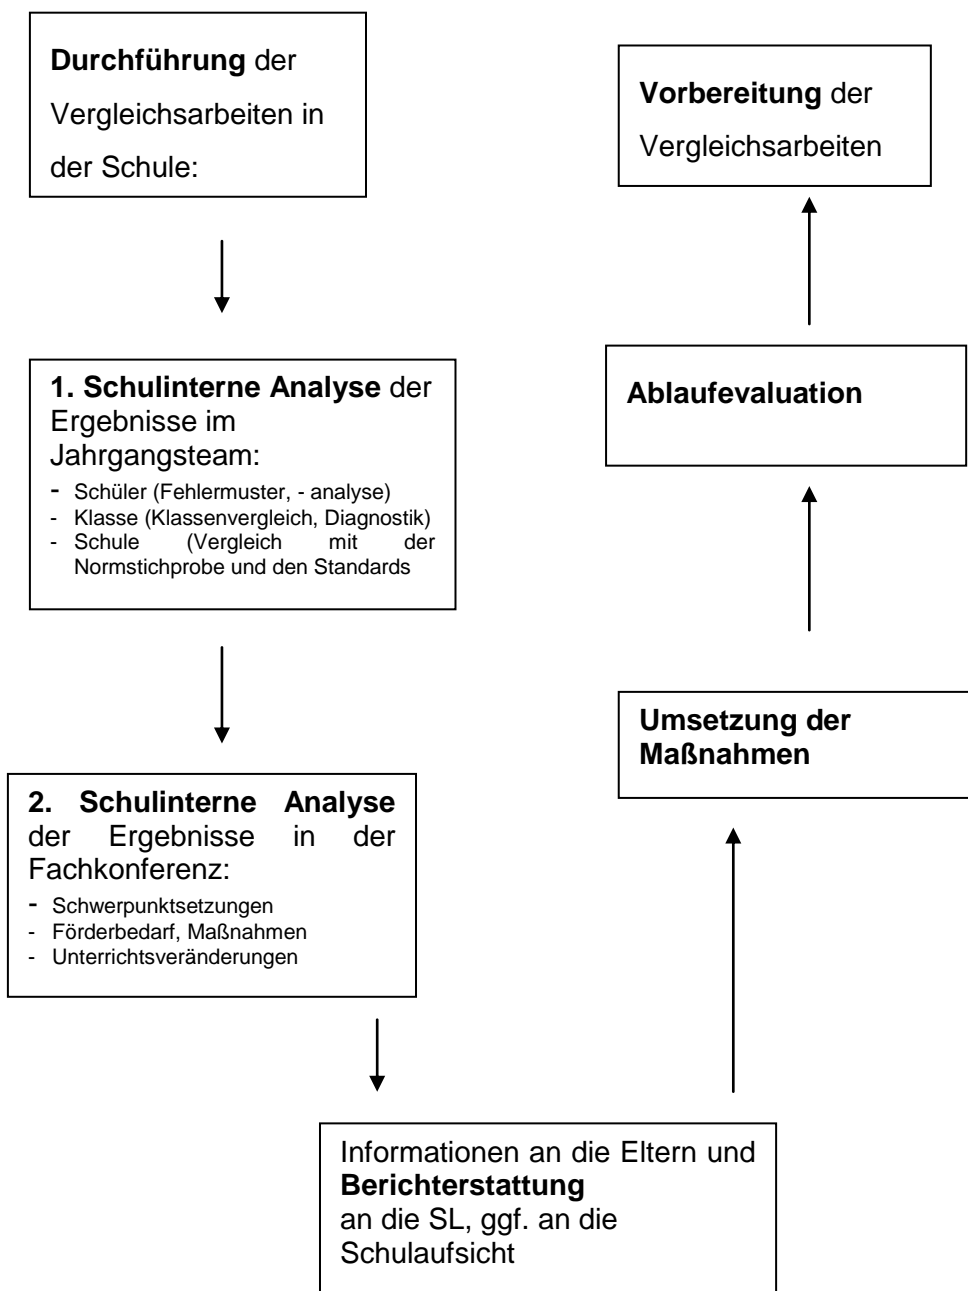 Durchführung der
Vergleichsarbeiten in
der Schule:
Vorbereitung der
Vergleichsarbeiten
1. Schulinterne Analyse der
Ergebnisse im
Jahrgangsteam:
- Schüler (Fehlermuster, - analyse)
- Klasse (Klassenvergleich, Diagnostik)
- Schule (Vergleich mit der
Normstichprobe und den Standards
Ablaufevaluation
2. Schulinterne Analyse
der Ergebnisse in der
Fachkonferenz:
- Schwerpunktsetzungen
- Förderbedarf, Maßnahmen
- Unterrichtsveränderungen
Umsetzung der
Maßnahmen
Informationen an die Eltern und
Berichterstattung
an die SL, ggf. an die
Schulaufsicht